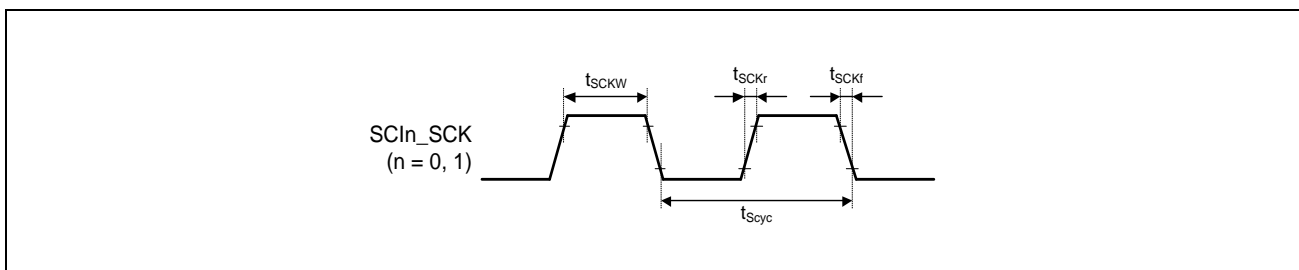 tSCKW
tSCKr
tSCKf
SCIn_SCK
(n = 0, 1)
tScyc